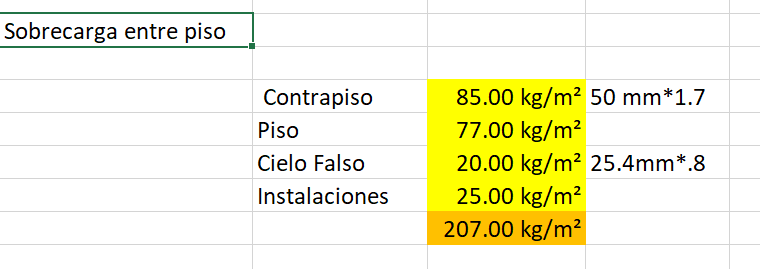 Sobrecarga entre piso
Contrapiso 85.00 kg/m² 50 mm*1.7
Piso 77.00 kg/m²
Cielo Falso 20.00 kg/m² 25.4mm*.8
Instalaciones 25.00 kg/m²
207.00 kg/m²